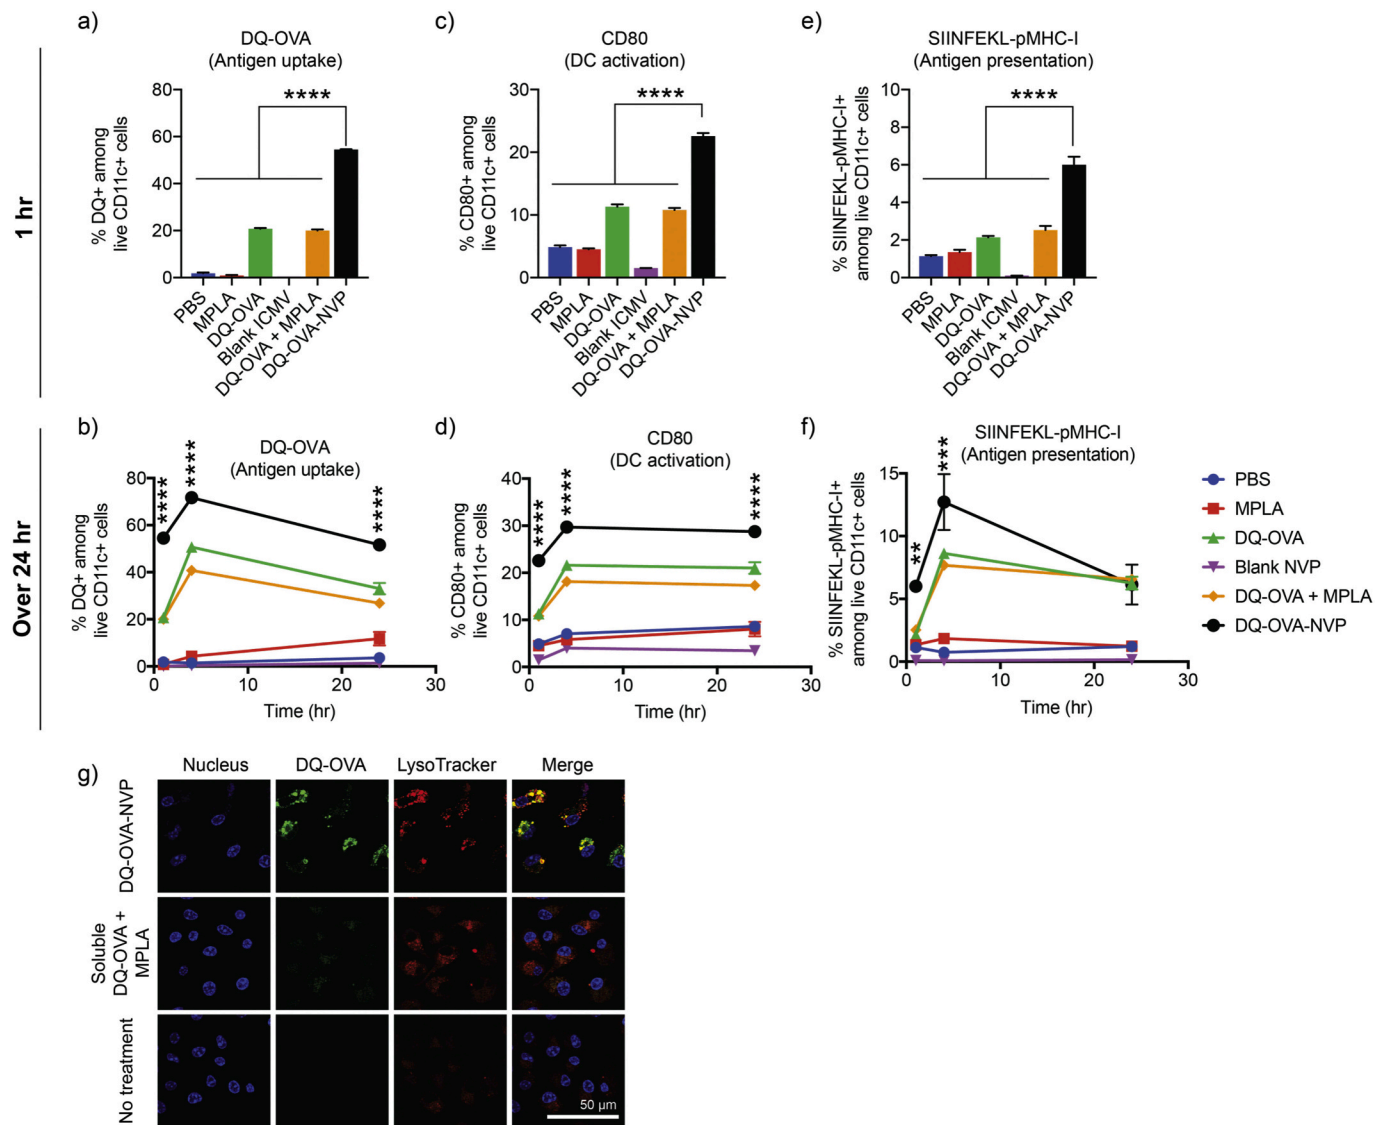 a)
DQ-OVA
(Antigen uptake)
% DQ+ among
live CD11c+ cells
80
60
40
20
0
****
PBS
MPLA
DQ-OVA
Blank ICMV
DQ-OVA + MPLA
DQ-OVA-NVP
c)
CD80
(DC activation)
% CD80+ among
live CD11c+ cells
30
20
10
0
****
PBS
MPLA
DQ-OVA
Blank ICMV
DQ-OVA + MPLA
DQ-OVA-NVP
e)
SIINFEKL-pMHC-I
(Antigen presentation)
% SIINFEKL-pMHC-I+
among live CD11c+ cells
10
8
6
4
2
0
****
PBS
MPLA
DQ-OVA
Blank ICMV
DQ-OVA + MPLA
DQ-OVA-NVP
1 hr
Over 24 hr
b)
DQ-OVA
(Antigen uptake)
% DQ+ among
live CD11c+ cells
80
60
40
20
0
****
****
****
0
10
20
30
Time (hr)
d)
CD80
(DC activation)
% CD80+ among
live CD11c+ cells
40
30
20
10
0
****
****
****
0
10
20
30
Time (hr)
f)
SIINFEKL-pMHC-I
(Antigen presentation)
% SIINFEKL-pMHC-I+
among live CD11c+ cells
15
10
5
0
**
***
0
10
20
30
Time (hr)
PBS
MPLA
DQ-OVA
Blank NVP
DQ-OVA + MPLA
DQ-OVA-NVP
g)
Nucleus
DQ-OVA
LysoTracker
Merge
DQ-OVA-NVP
Soluble
DQ-OVA +
MPLA
No treatment
50 µm